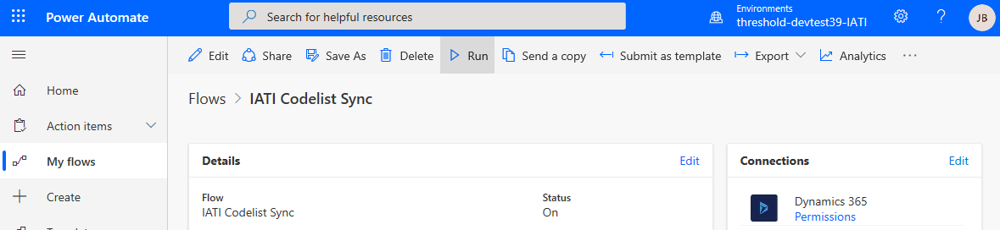 Power Automate
Search for helpful resources
Environments
threshold-devtest39-IATI
?
JB
Edit
Share
Save As
Delete
Run
Send a copy
Submit as template
Export
Analytics
...
Home
Action items
My flows
Create
Flows > IATI Codelist Sync
Details
Edit
Flow
IATI Codelist Sync
Status
On
Connections
Edit
Dynamics 365
Permissions